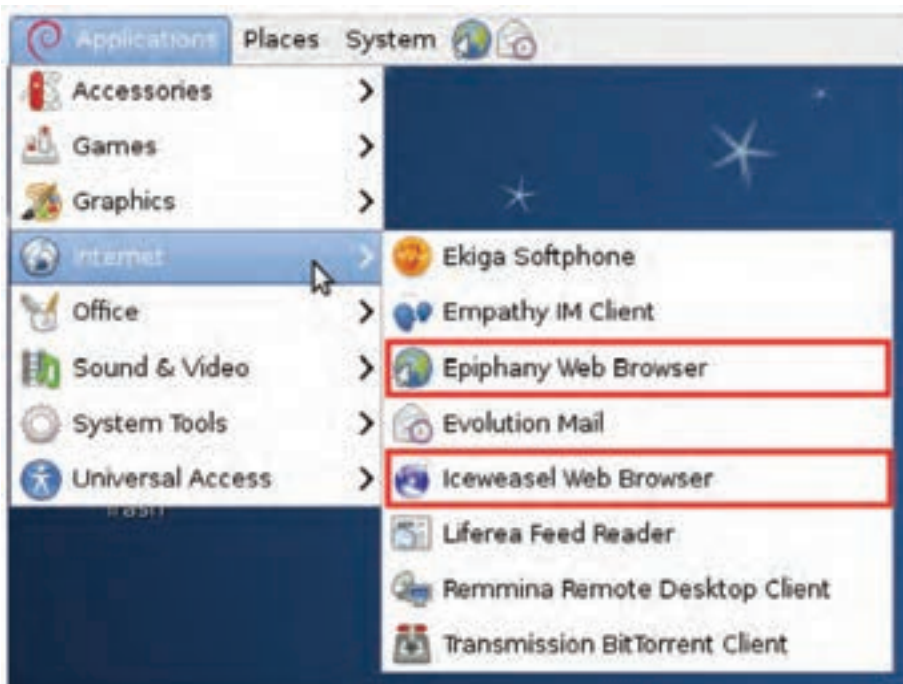 Applications Places System
Accessories
Games
Graphics
Internet
Office
Sound & Video
System Tools
Universal Access
Trash
Ekiga Softphone
Empathy IM Client
Epiphany Web Browser
Evolution Mail
Iceweasel Web Browser
Liferea Feed Reader
Remmina Remote Desktop Client
Transmission BitTorrent Client